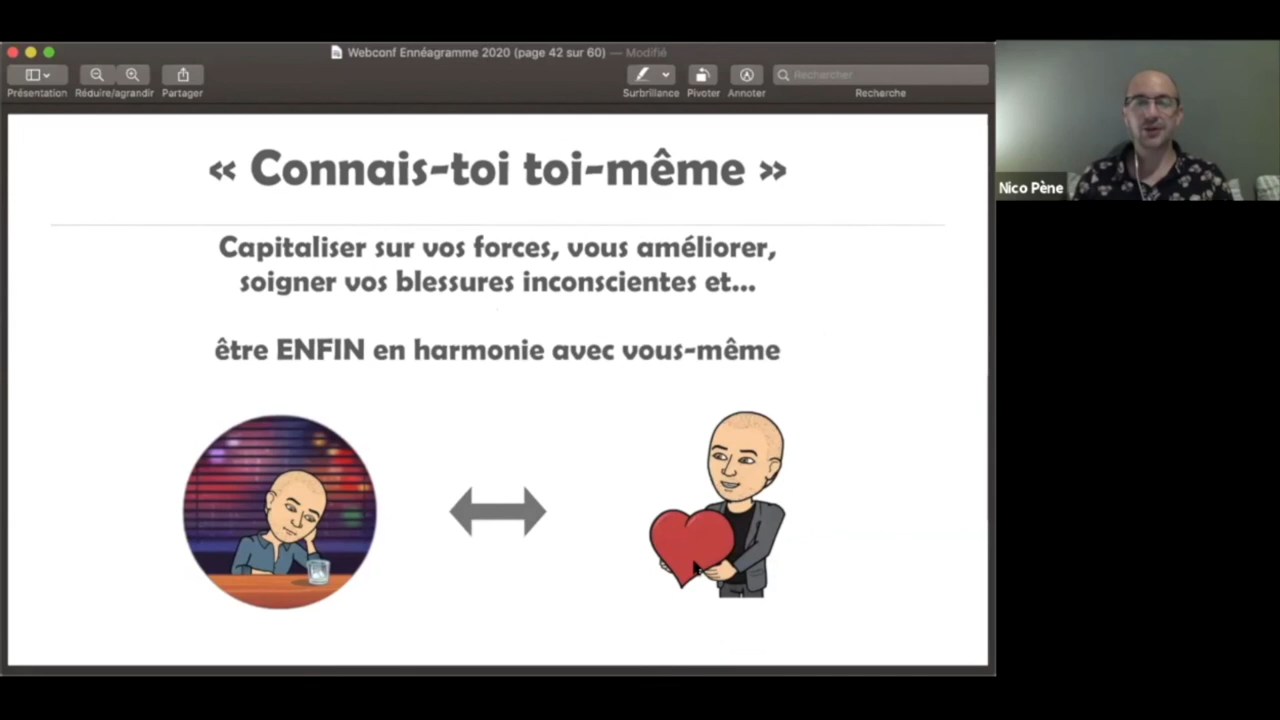 Webconf Ennéagramme 2020 (page 42 sur 60) — Modifié
Présentation
Réduire/agrandir
Partager
Surbrillance
Pivoter
Annoter
Rechercher
Recherche
« Connais-toi toi-même »
Capitaliser sur vos forces, vous améliorer,
soigner vos blessures inconscientes et...
être ENFIN en harmonie avec vous-même
Nico Pène